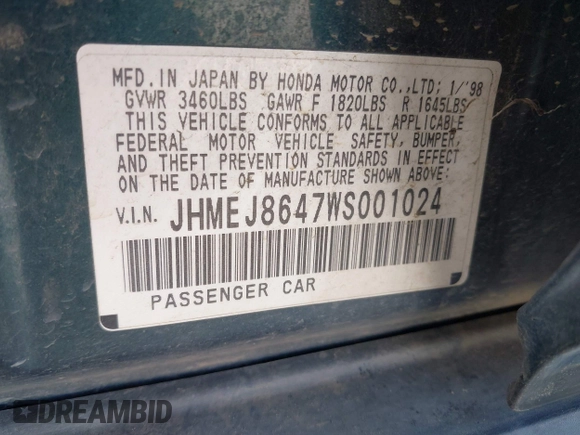 MFD. IN JAPAN BY HONDA MOTOR CO.,LTD; 1/'98
GVWR 3460LBS GAWR F 1820LBS R 1645LBS
THIS VEHICLE CONFORMS TO ALL APPLICABLE
FEDERAL MOTOR VEHICLE SAFETY, BUMPER,
AND THEFT PREVENTION STANDARDS IN EFFECT
ON THE DATE OF MANUFACTURE SHOWN ABOVE:
V.I.N. JHMEJ8647WS001024
PASSENGER CAR
DREAMBID